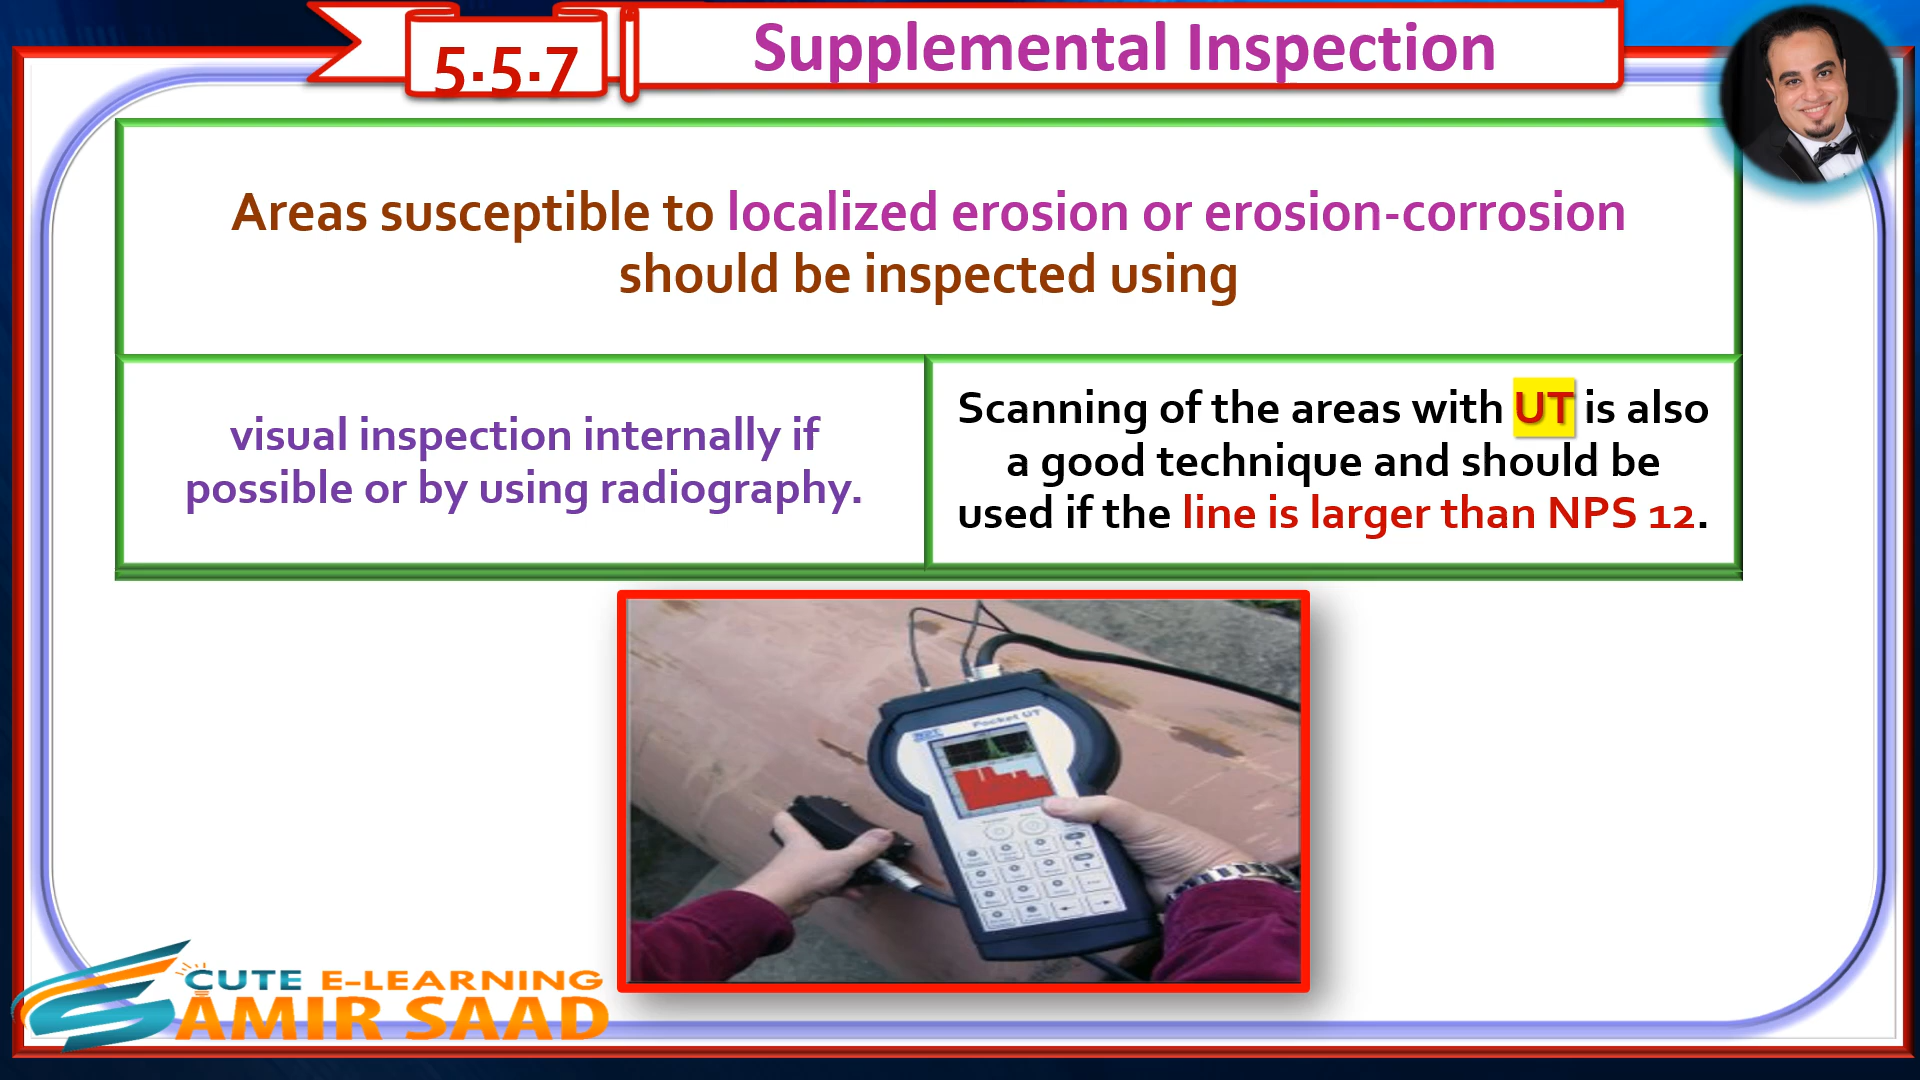 5.5.7
Supplemental Inspection
Areas susceptible to localized erosion or erosion-corrosion
should be inspected using
visual inspection internally if
possible or by using radiography.
Scanning of the areas with UT is also
a good technique and should be
used if the line is larger than NPS 12.
Pocket UT
CUTE E-LEARNING
AMIR SAAD